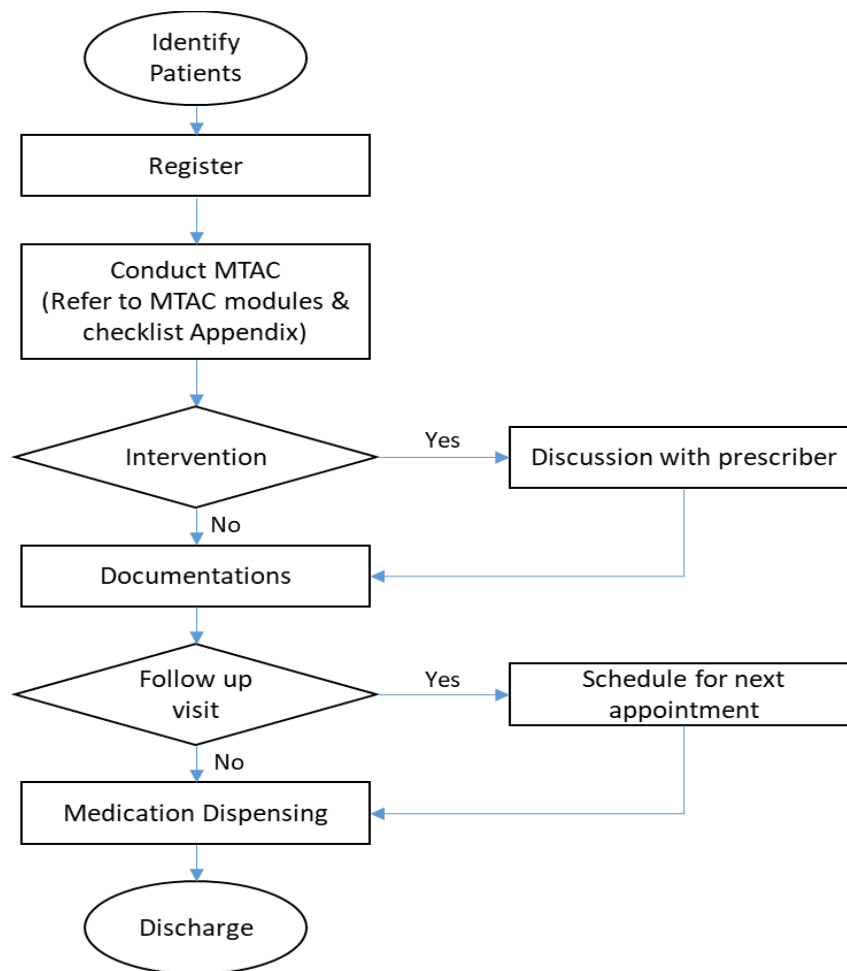 Identify
Patients
Register
Conduct MTAC
(Refer to MTAC modules &
checklist Appendix)
Intervention
Yes
Discussion with prescriber
No
Documentations
Follow up
visit
Yes
Schedule for next
appointment
No
Medication Dispensing
Discharge